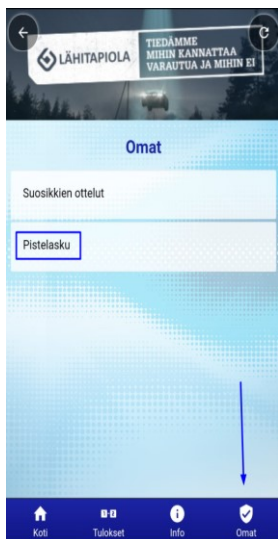 LÄHITAPIOLA
TIEDÄMME
MIHIN KANNATTAA
VARAUTUA JA MIHIN EI
Omat
Suosikkien ottelut
Pistelasku
Koti
Tulokset
Info
Omat